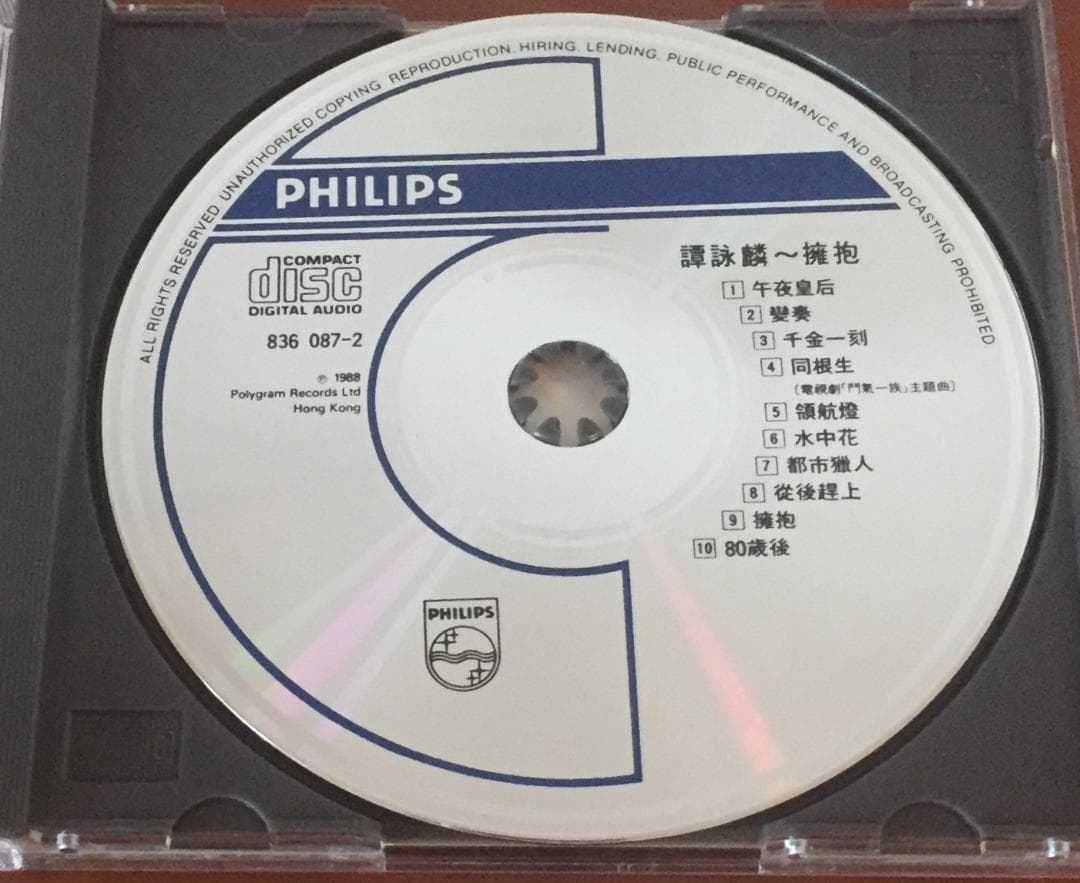 ALL RIGHTS RESERVED UNAUTHORIZED COPYING REPRODUCTION. HIRING. LENDING. PUBLIC PERFORMANCE AND BROADCASTING PROHIBITED
PHILIPS
COMPACT
disc
DIGITAL AUDIO
836 087-2
℗ 1988
Polygram Records Ltd
Hong Kong
譚詠麟～擁抱
1 午夜皇后
2 變奏
3 千金一刻
4 同根生
(電視劇「鬥氣一族」主題曲)
5 領航燈
6 水中花
7 都市獵人
8 從後趕上
9 擁抱
10 80歲後
PHILIPS